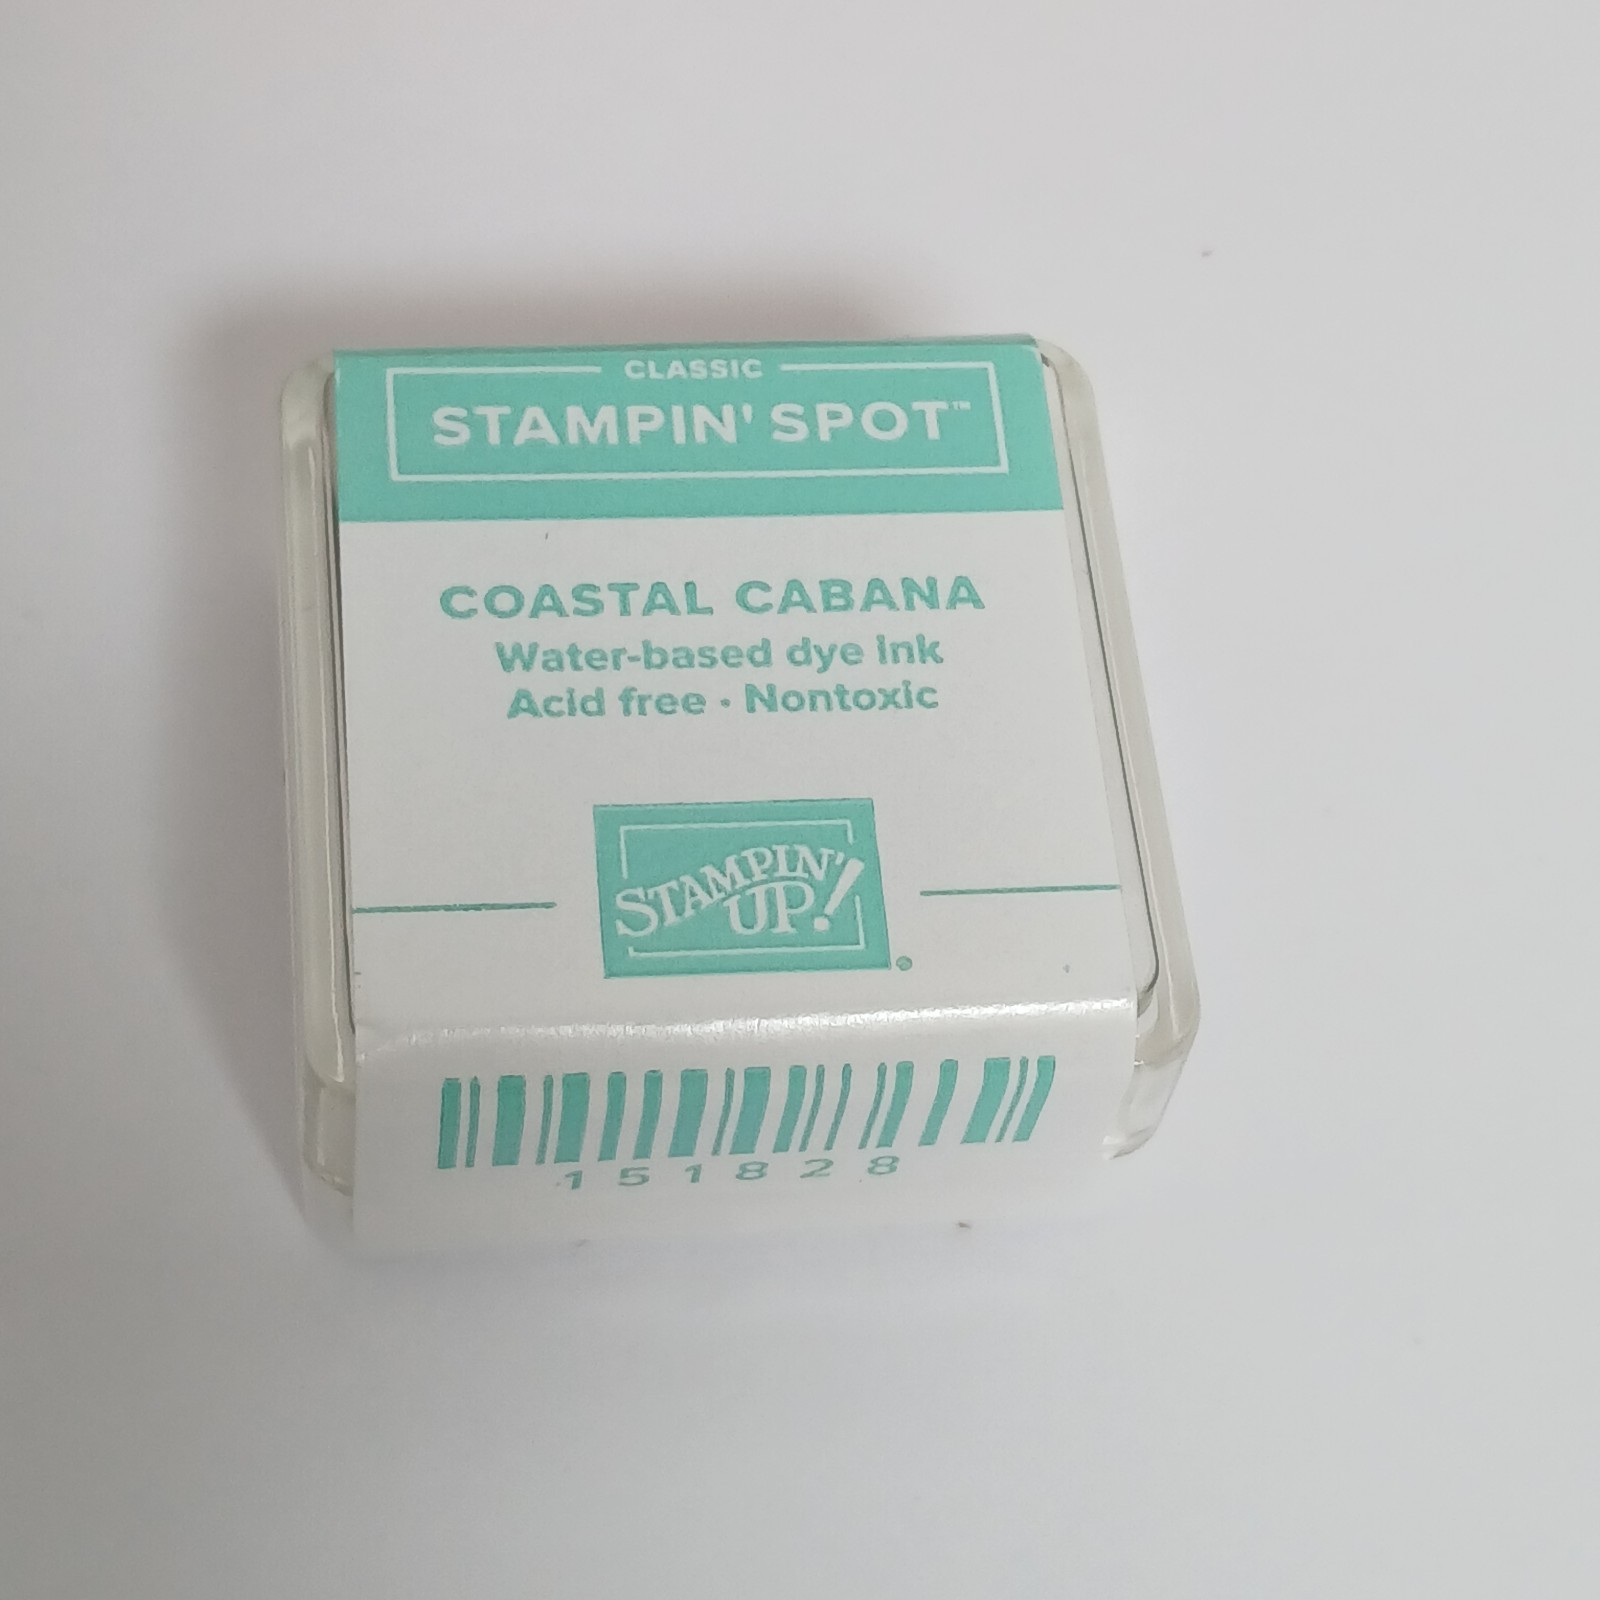 CLASSIC
STAMPIN' SPOT™
COASTAL CABANA
Water-based dye ink
Acid free • Nontoxic
STAMPIN'
UP!
151828